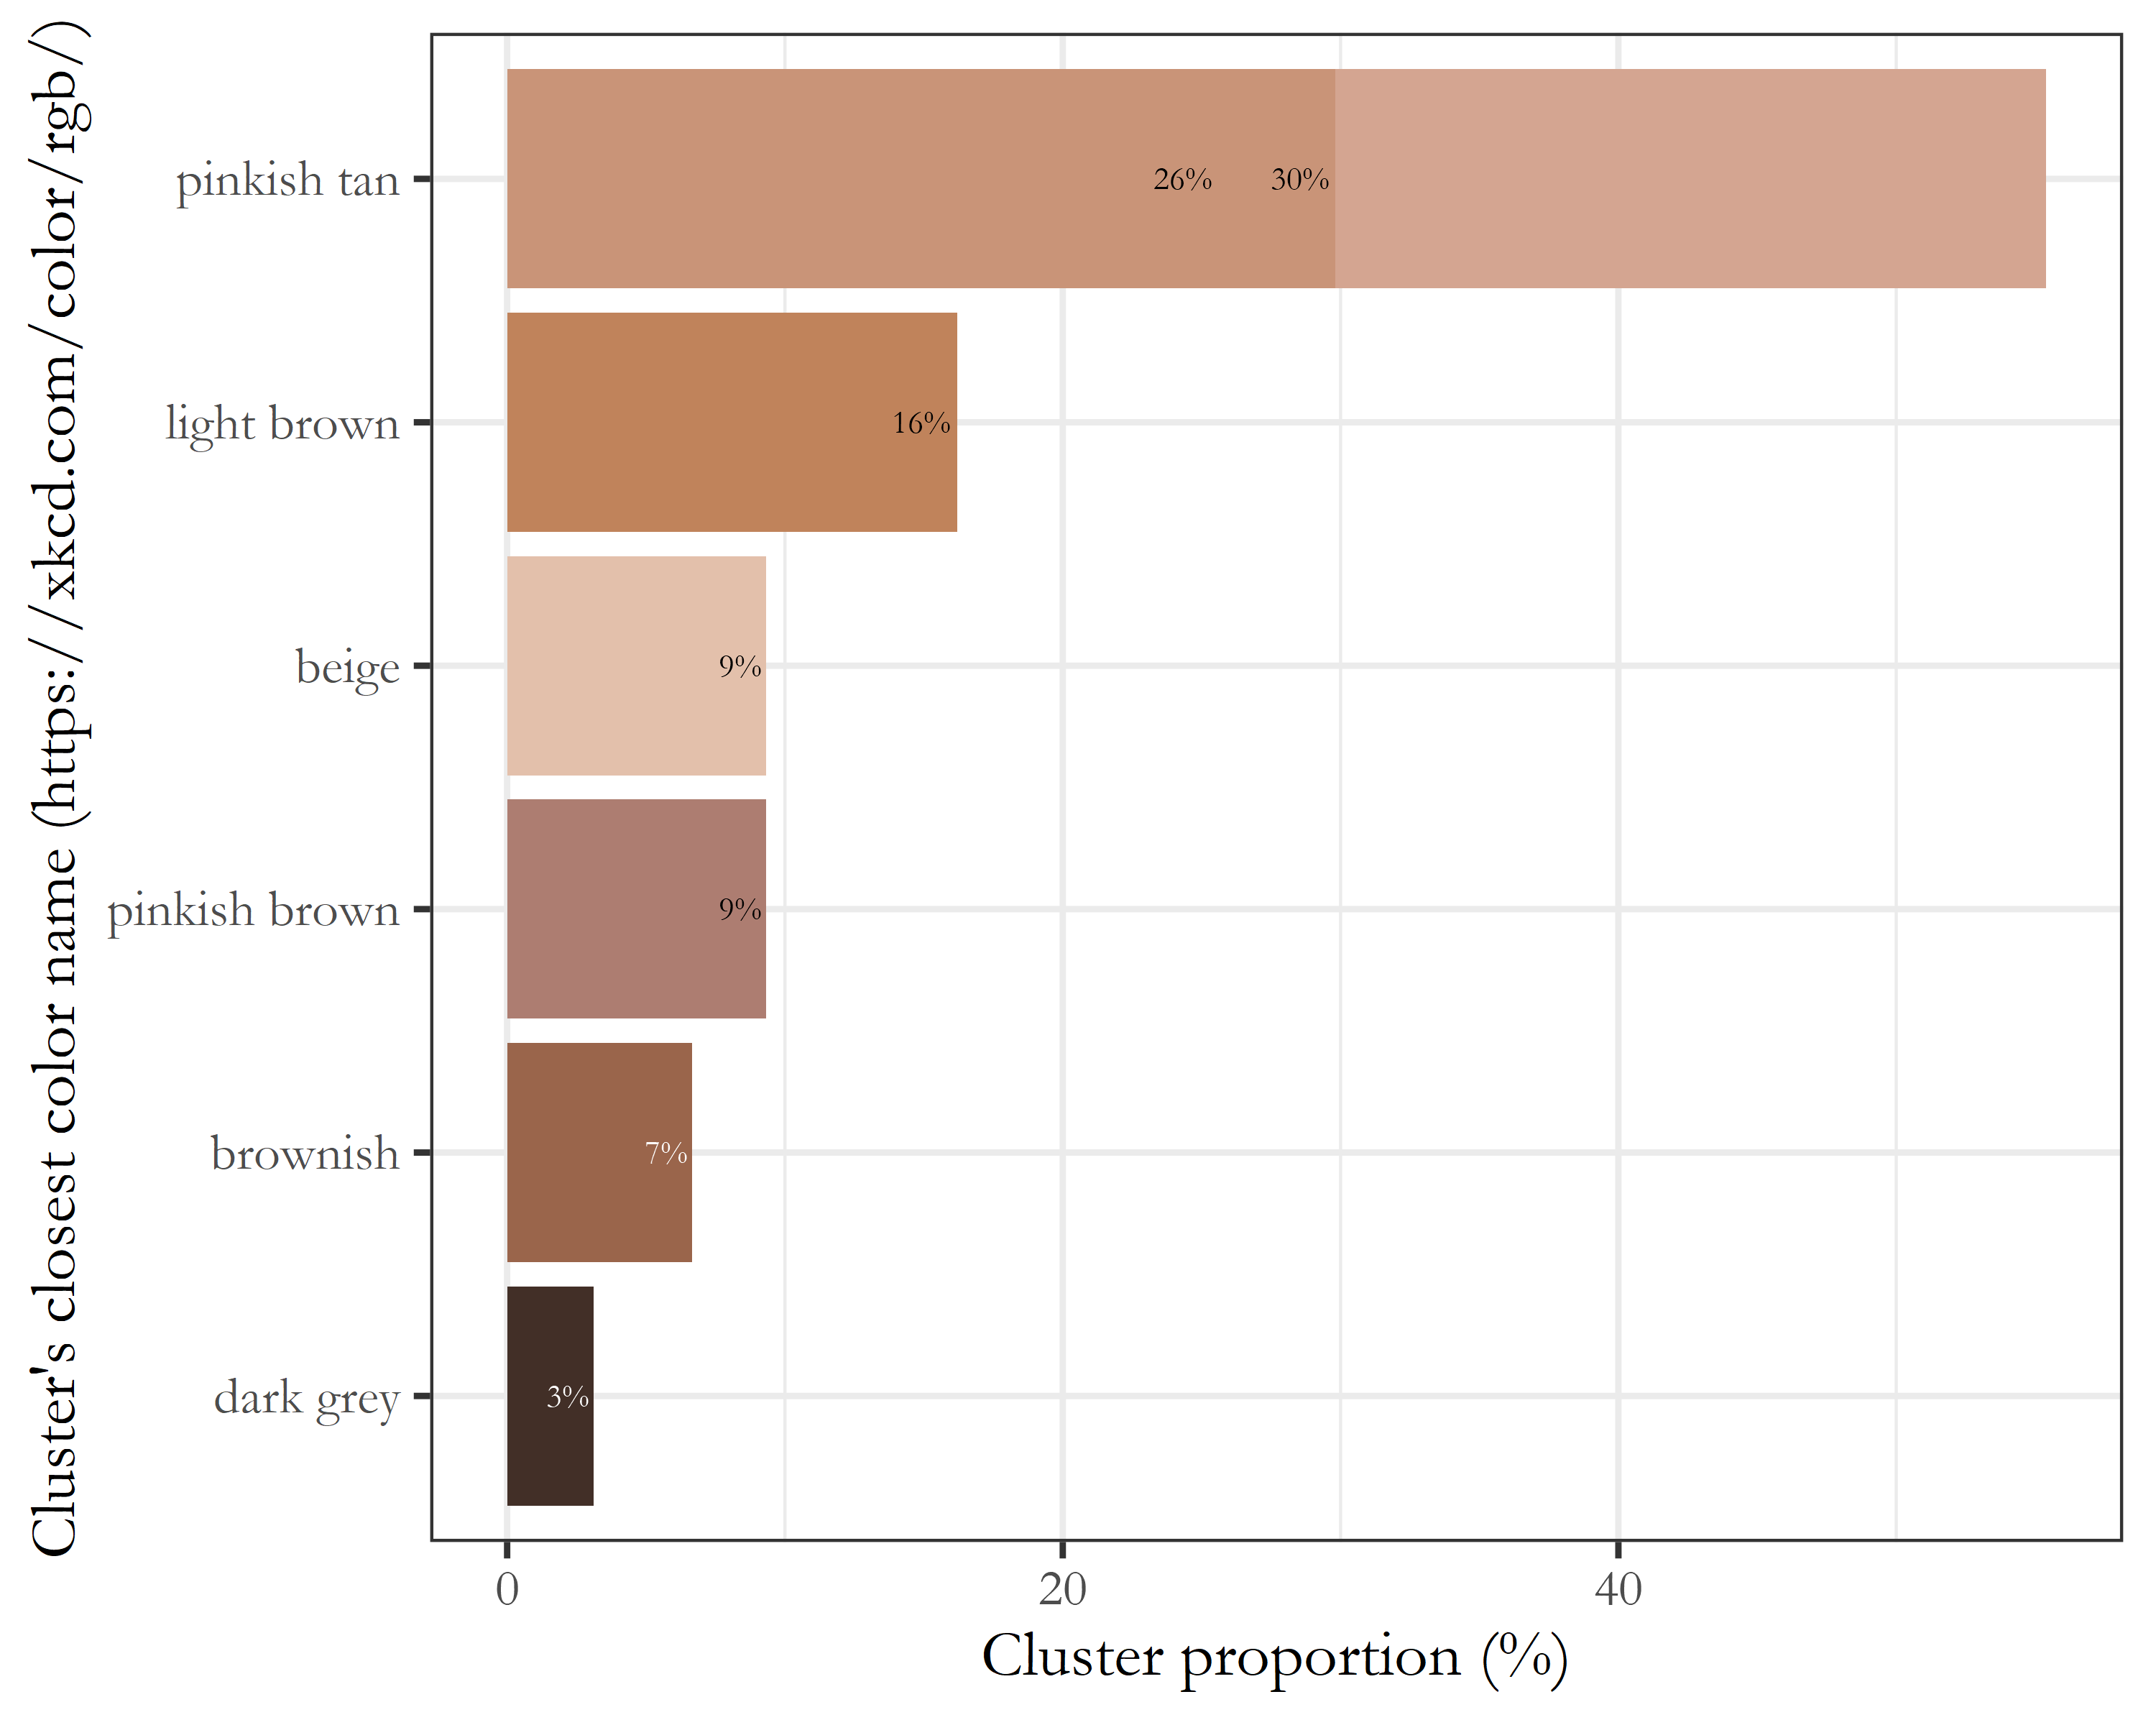 Cluster's closest color name (https://xkcd.com/color/rgb/)
pinkish tan
26%
30%
light brown
16%
beige
9%
pinkish brown
9%
brownish
7%
dark grey
3%
0
20
40
Cluster proportion (%)